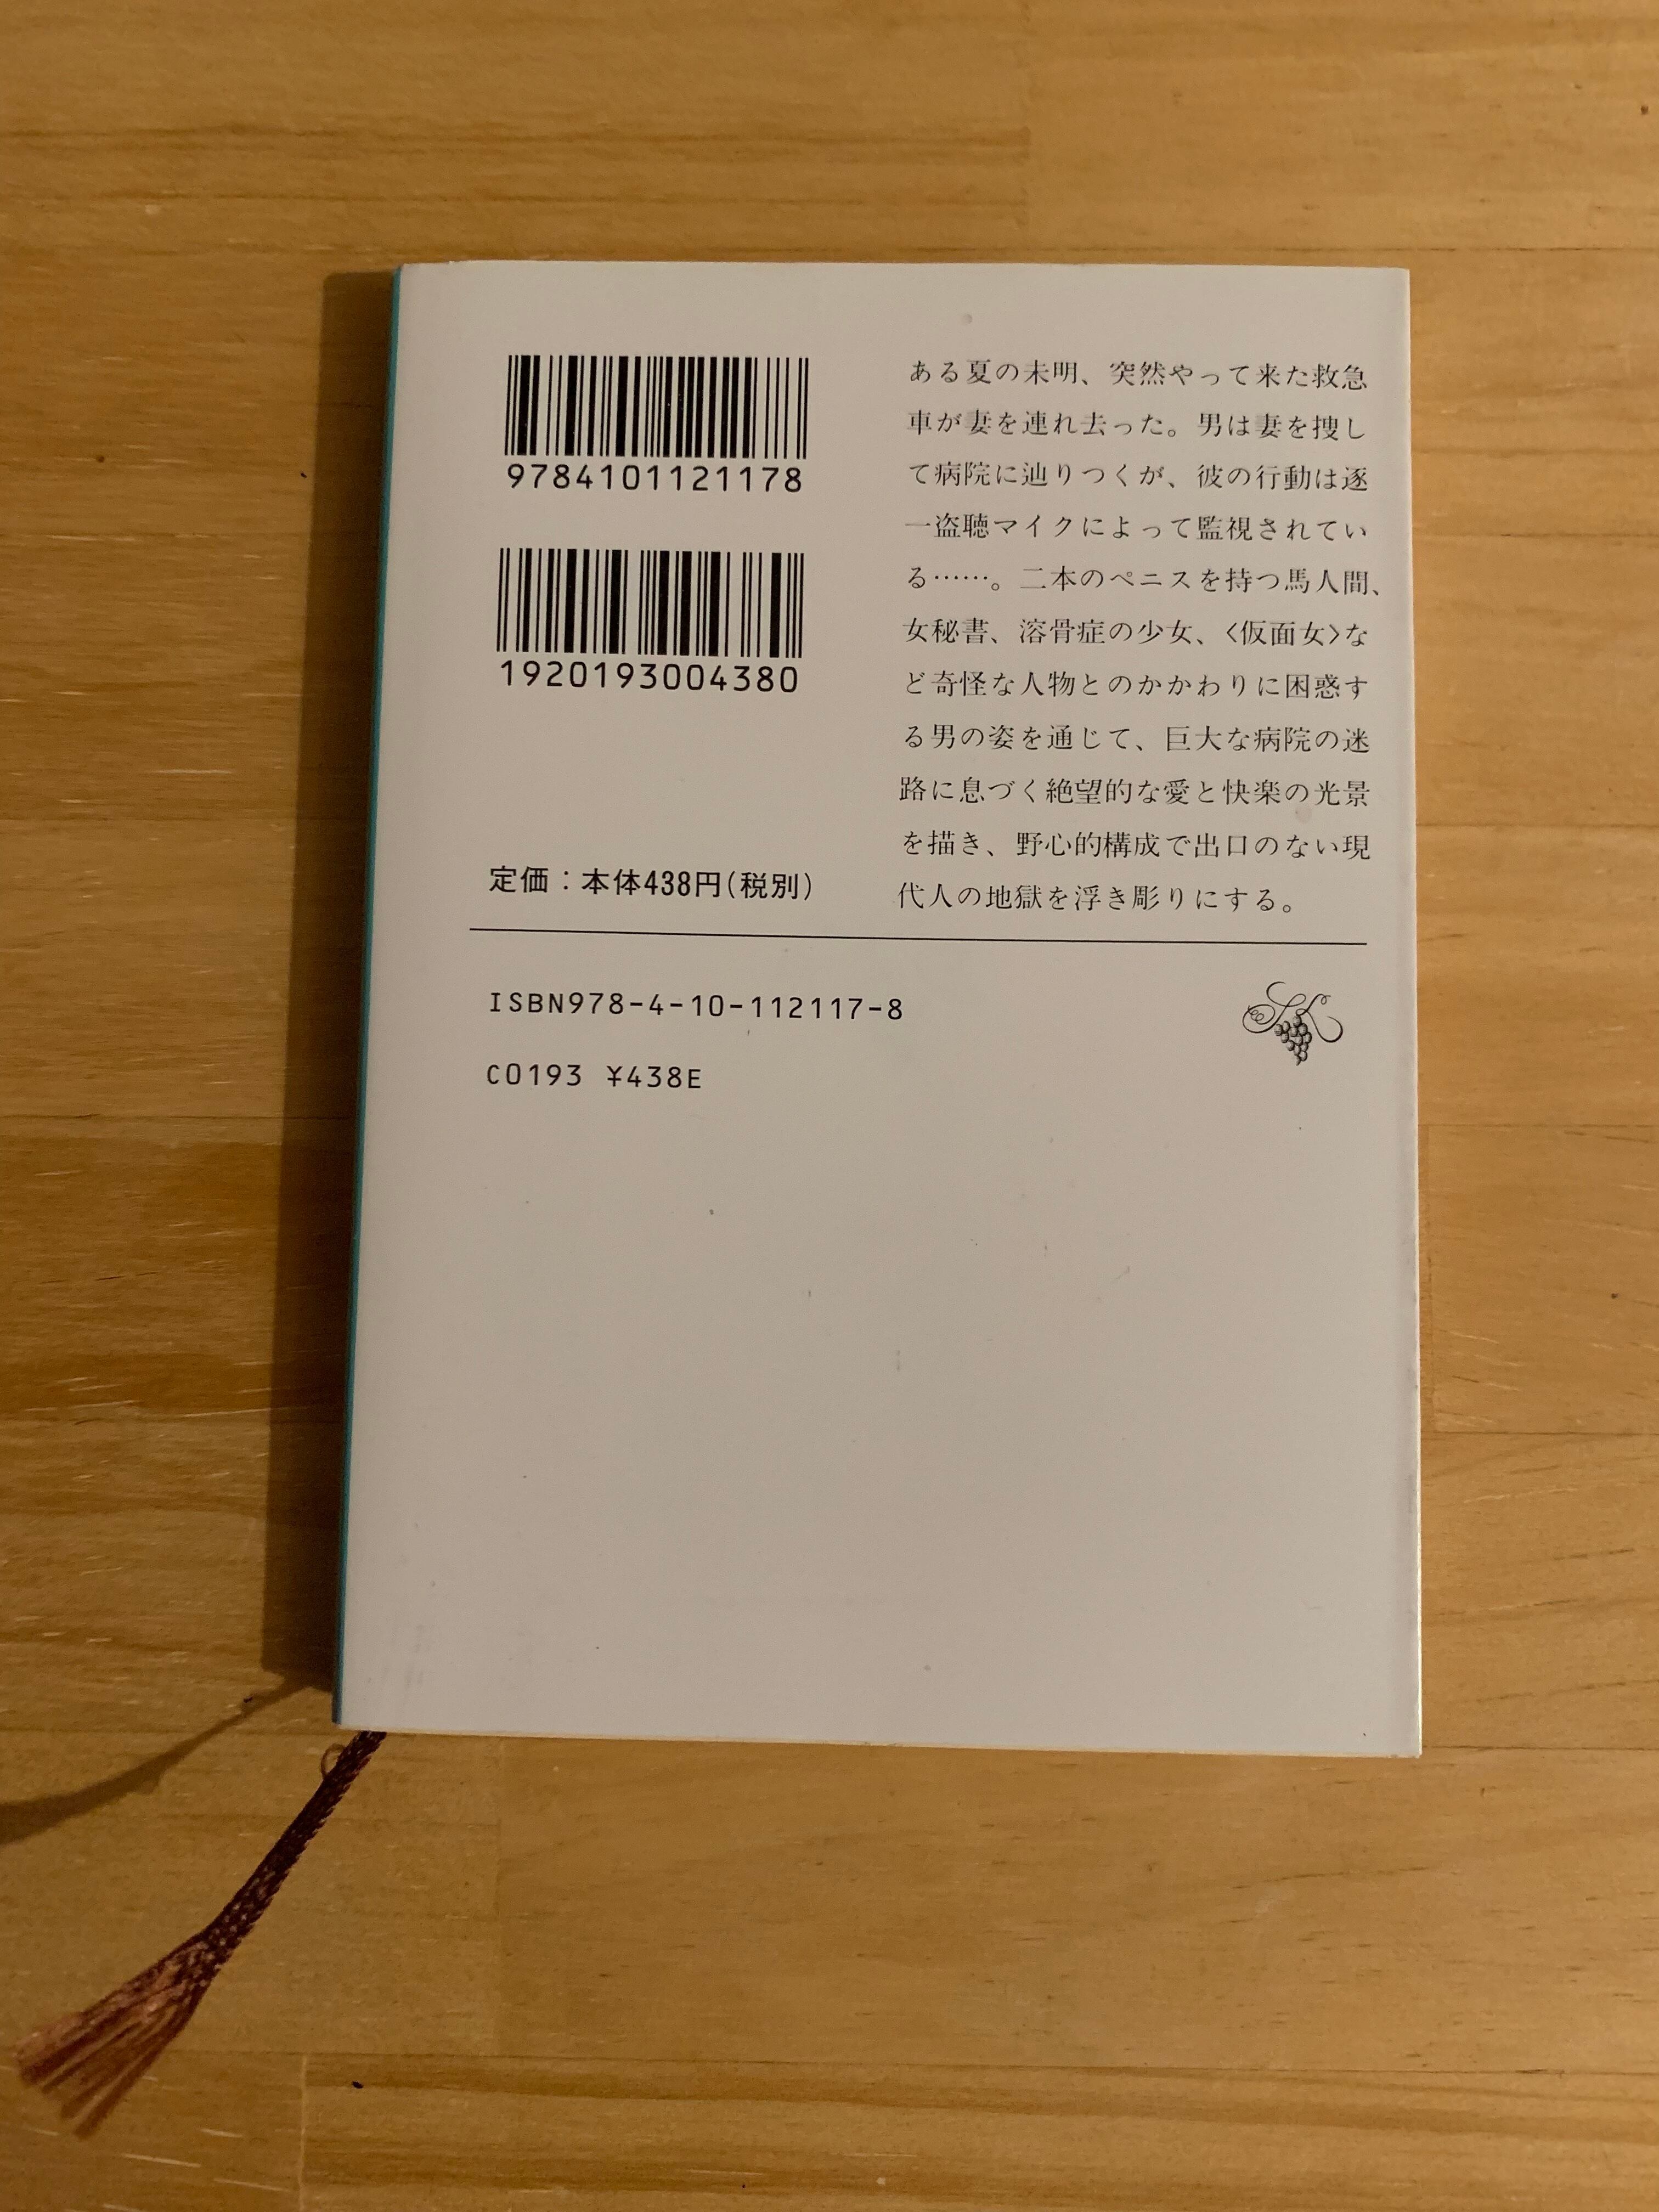 9784101121178
1920193004380
定価：本体438円(税別)
ある夏の未明、突然やって来た救急
車が妻を連れ去った。男は妻を捜し
て病院に辿りつくが、彼の行動は逐
一盗聴マイクによって監視されてい
る……。二本のペニスを持つ馬人間、
女秘書、溶骨症の少女、〈仮面女〉な
ど奇怪な人物とのかかわりに困惑す
る男の姿を通じて、巨大な病院の迷
路に息づく絶望的な愛と快楽の光景
を描き、野心的構成で出口のない現
代人の地獄を浮き彫りにする。
ISBN978-4-10-112117-8
C0193 ¥438E